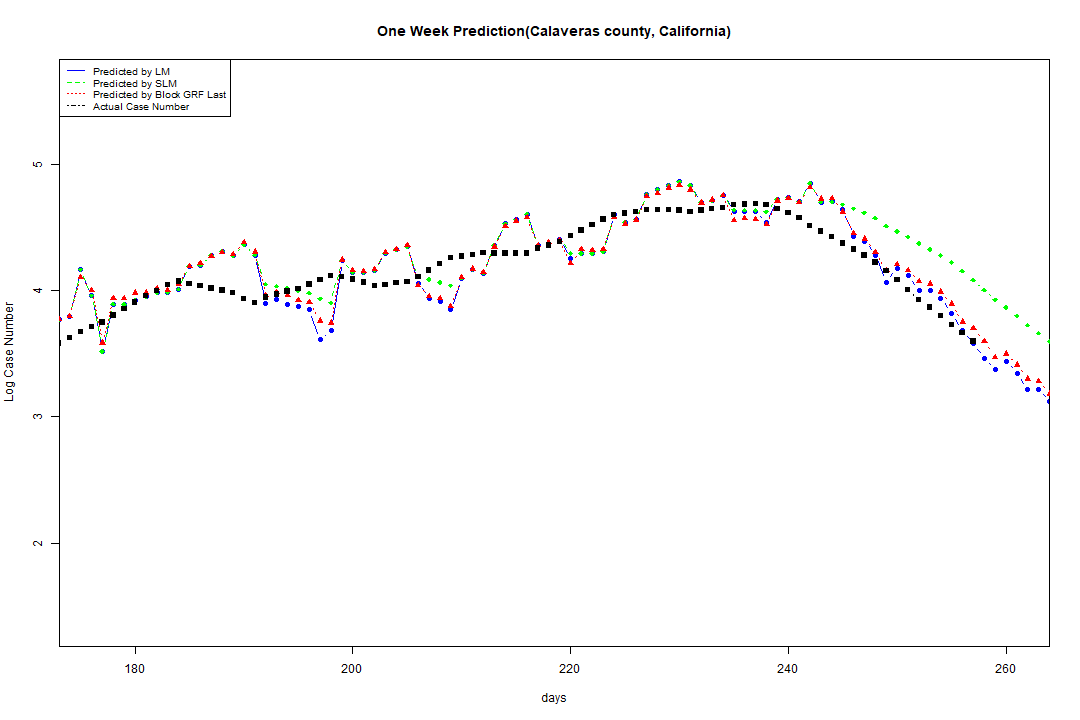 One Week Prediction(Calaveras county, California)
Predicted by LM
Predicted by SLM
Predicted by Block GRF Last
Actual Case Number
Log Case Number
5
4
3
2
180 200 220 240 260
days